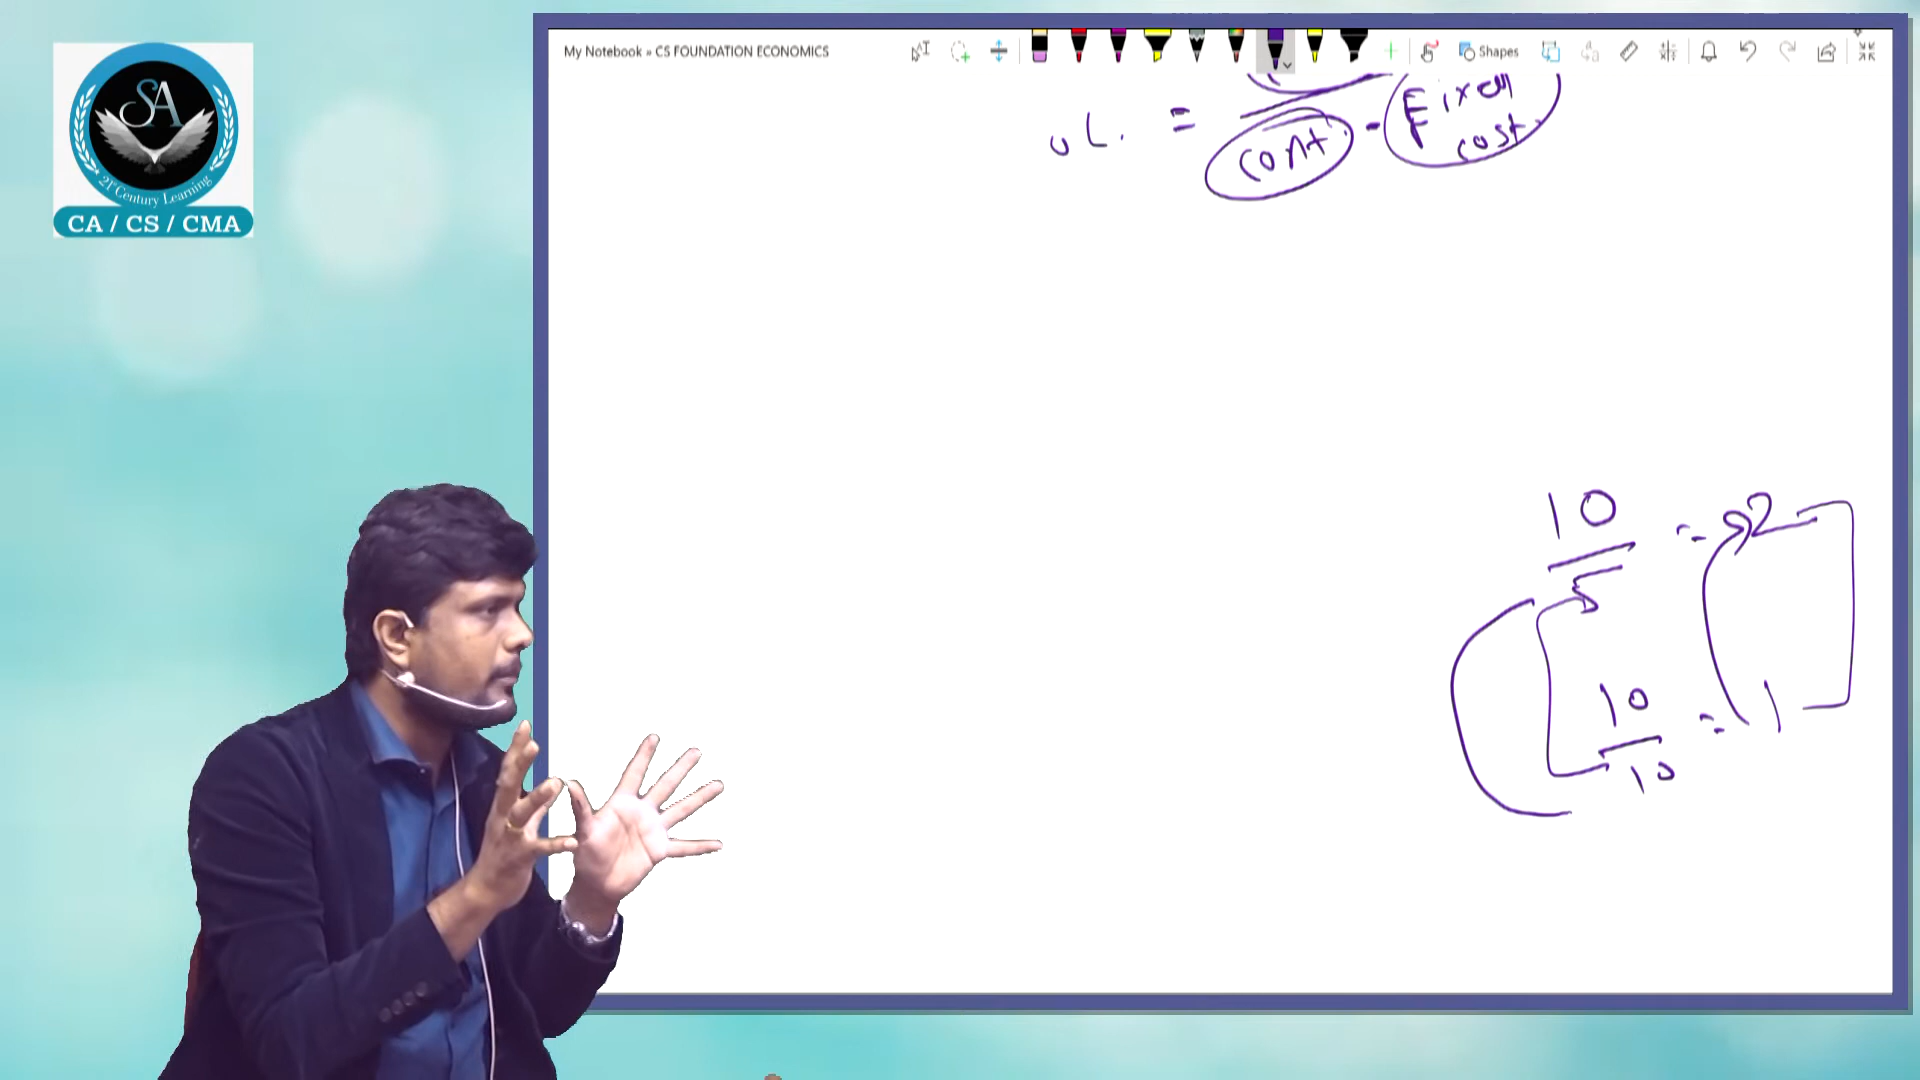 SA
21st Century Learning
CA / CS / CMA
My Notebook » CS FOUNDATION ECONOMICS
Shapes
OL. = cont. - Fixed cost.
10
5
= 2
10
10
= 1